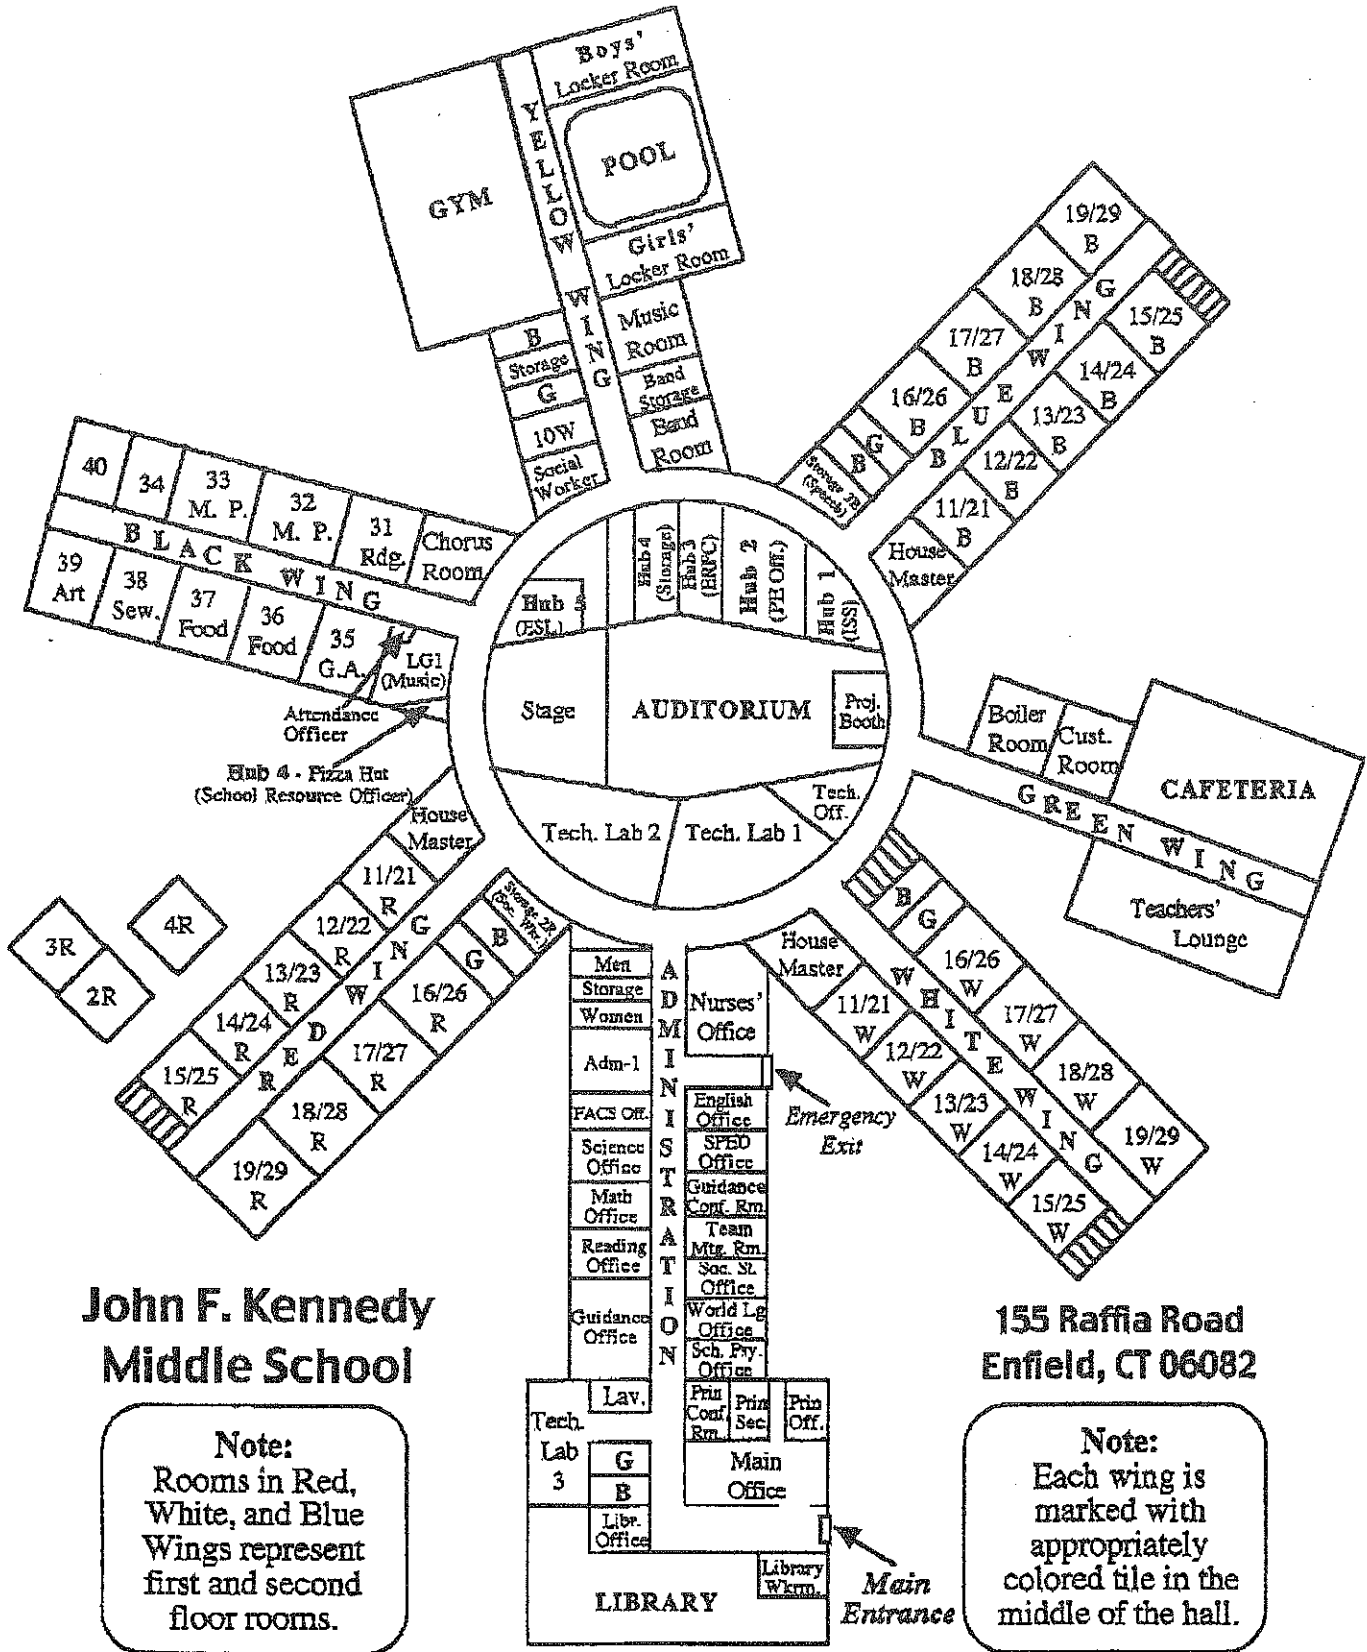 Boys'
Locker Room
POOL
GYM
YELLOW WING
Girls'
Locker Room
Music
Room
Band
Storage
Band
Room
B
Storage
G
10W
Social
Worker
19/29
B
18/28
B
17/27
B
16/26
B
G
B
Storage 2B
(Speech)
BLUE WING
15/25
B
14/24
B
13/23
B
12/22
B
11/21
B
House
Master
40
34
33
M. P.
32
M. P.
31
Rdg.
Chorus
Room
BLACK WING
39
Art
38
Sew.
37
Food
36
Food
35
G.A.
LG1
(Music)
Attendance
Officer
Hub 4 - Pizza Hut
(School Resource Officer)
Hub 5
(ESL)
Hub 4
(Storage)
Hub 3
(ERPC)
Hub 2
(PE Off.)
Hub 1
(ISS)
Stage
AUDITORIUM
Proj.
Booth
Tech.
Off.
Tech. Lab 2
Tech. Lab 1
Boiler
Room
Cust.
Room
CAFETERIA
GREEN WING
Teachers'
Lounge
House
Master
11/21
R
12/22
R
13/23
R
14/24
R
15/25
R
RED WING
Storage 2R
(Soc. Wkr.)
B
G
16/26
R
17/27
R
18/28
R
19/29
R
4R
3R
2R
B
G
16/26
W
17/27
W
18/28
W
19/29
W
WHITE WING
House
Master
11/21
W
12/22
W
13/23
W
14/24
W
15/25
W
ADMINISTRATION
Men
Storage
Women
Adm-1
FACS Off.
Science
Office
Math
Office
Reading
Office
Guidance
Office
Nurses'
Office
Emergency
Exit
English
Office
SPED
Office
Guidance
Conf. Rm.
Team
Mtg. Rm.
Soc. St.
Office
World Lg
Office
Sch. Psy.
Office
Lav.
Tech.
Lab
3
G
B
Libr.
Office
Prin
Conf.
Rm.
Prin
Sec.
Prin
Off.
Main
Office
Library
Wkrm.
LIBRARY
Main
Entrance
John F. Kennedy
Middle School
155 Raffia Road
Enfield, CT 06082
Note:
Rooms in Red,
White, and Blue
Wings represent
first and second
floor rooms.
Note:
Each wing is
marked with
appropriately
colored tile in the
middle of the hall.